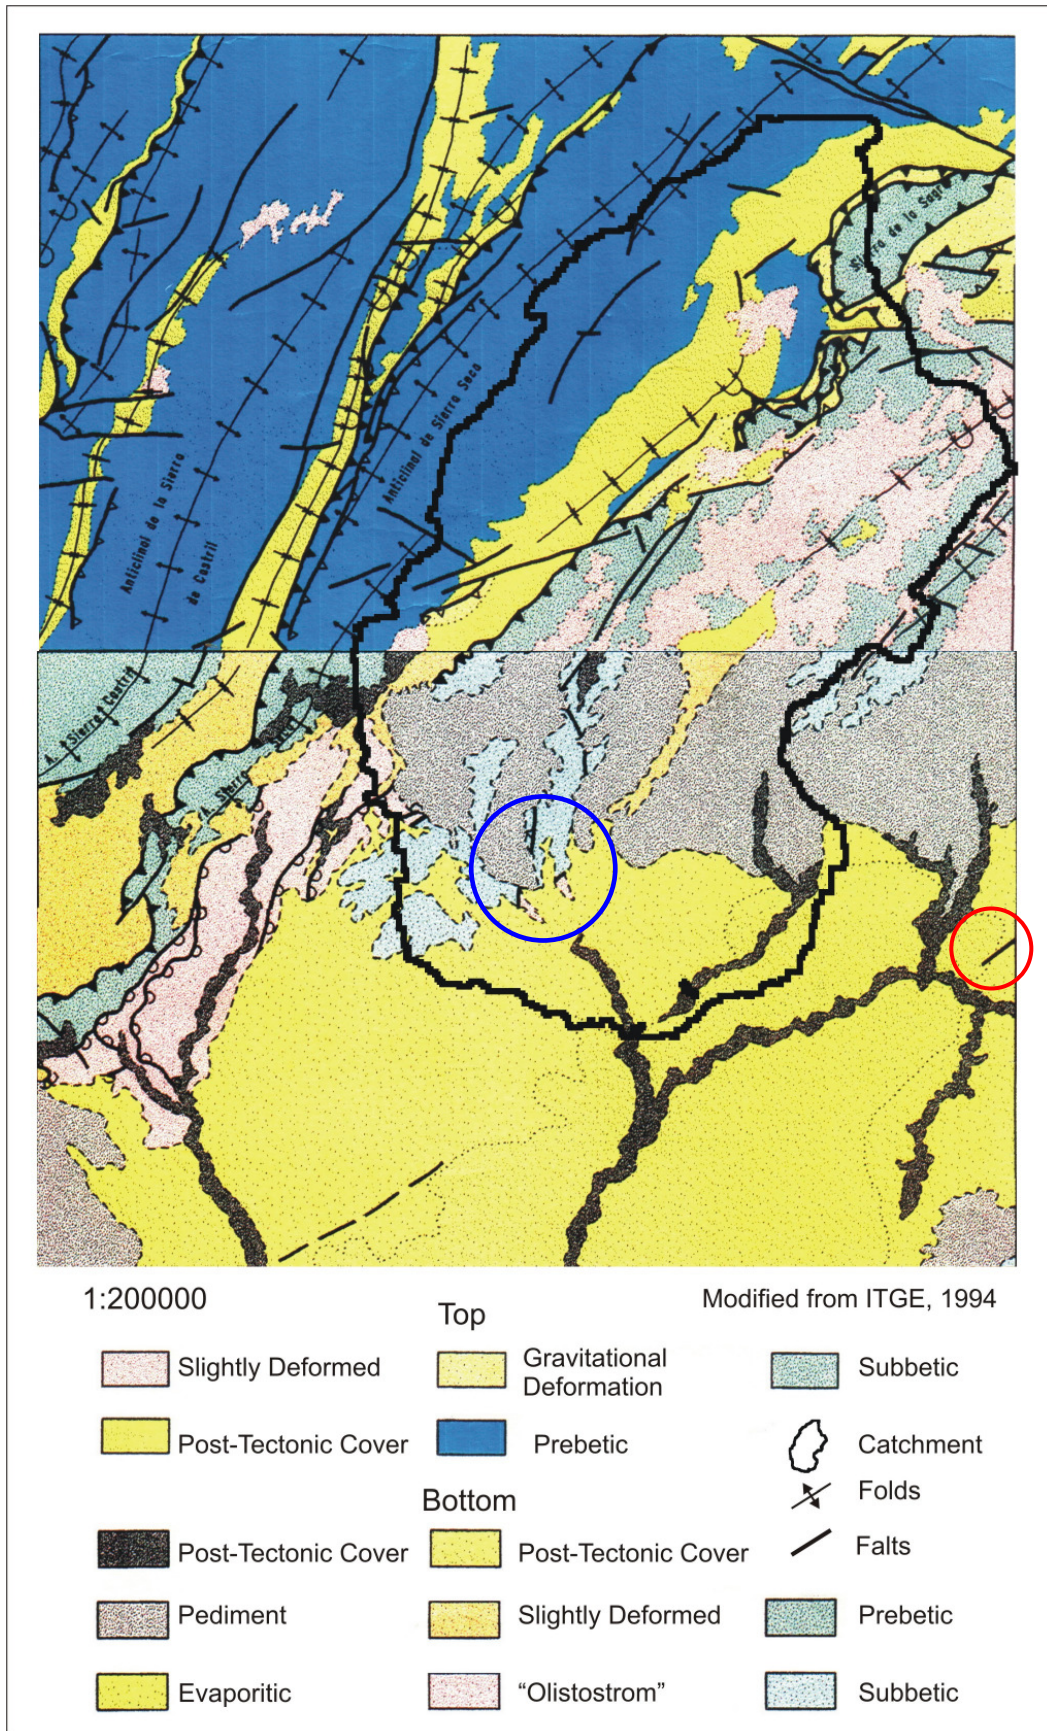 Sierra de la Sagra
Anticlinal de Sierra Seca
Anticlinal de la Sierra
de Castril
A. Sierra Castril
A. Sierra
Seca
1:200000
Top
Modified from ITGE, 1994
Slightly Deformed
Gravitational
Deformation
Subbetic
Post-Tectonic Cover
Prebetic
Catchment
Folds
Bottom
Post-Tectonic Cover
Post-Tectonic Cover
Falts
Pediment
Slightly Deformed
Prebetic
Evaporitic
“Olistostrom”
Subbetic